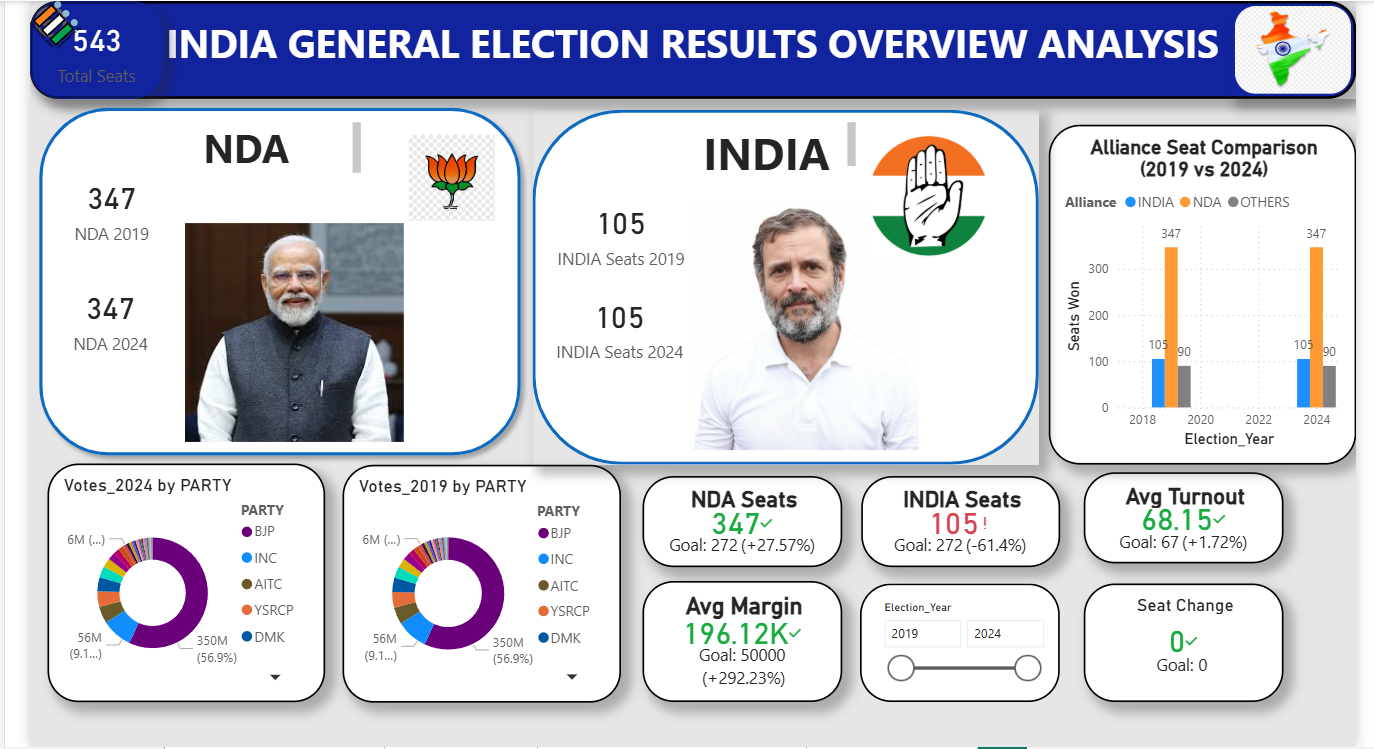 543
Total Seats
INDIA GENERAL ELECTION RESULTS OVERVIEW ANALYSIS
NDA
347
NDA 2019
347
NDA 2024
INDIA
105
INDIA Seats 2019
105
INDIA Seats 2024
Alliance Seat Comparison
(2019 vs 2024)
Alliance INDIA NDA OTHERS
Seats Won
300
200
100
0
347
105
90
347
105
90
2018 2020 2022 2024
Election_Year
Votes_2024 by PARTY
6M (...)
56M
(9.1...)
350M
(56.9%)
PARTY
BJP
INC
AITC
YSRCP
DMK
Votes_2019 by PARTY
6M (...)
56M
(9.1...)
350M
(56.9%)
PARTY
BJP
INC
AITC
YSRCP
DMK
NDA Seats
347
Goal: 272 (+27.57%)
INDIA Seats
105!
Goal: 272 (-61.4%)
Avg Turnout
68.15
Goal: 67 (+1.72%)
Avg Margin
196.12K
Goal: 50000
(+292.23%)
Election_Year
2019 2024
Seat Change
0
Goal: 0